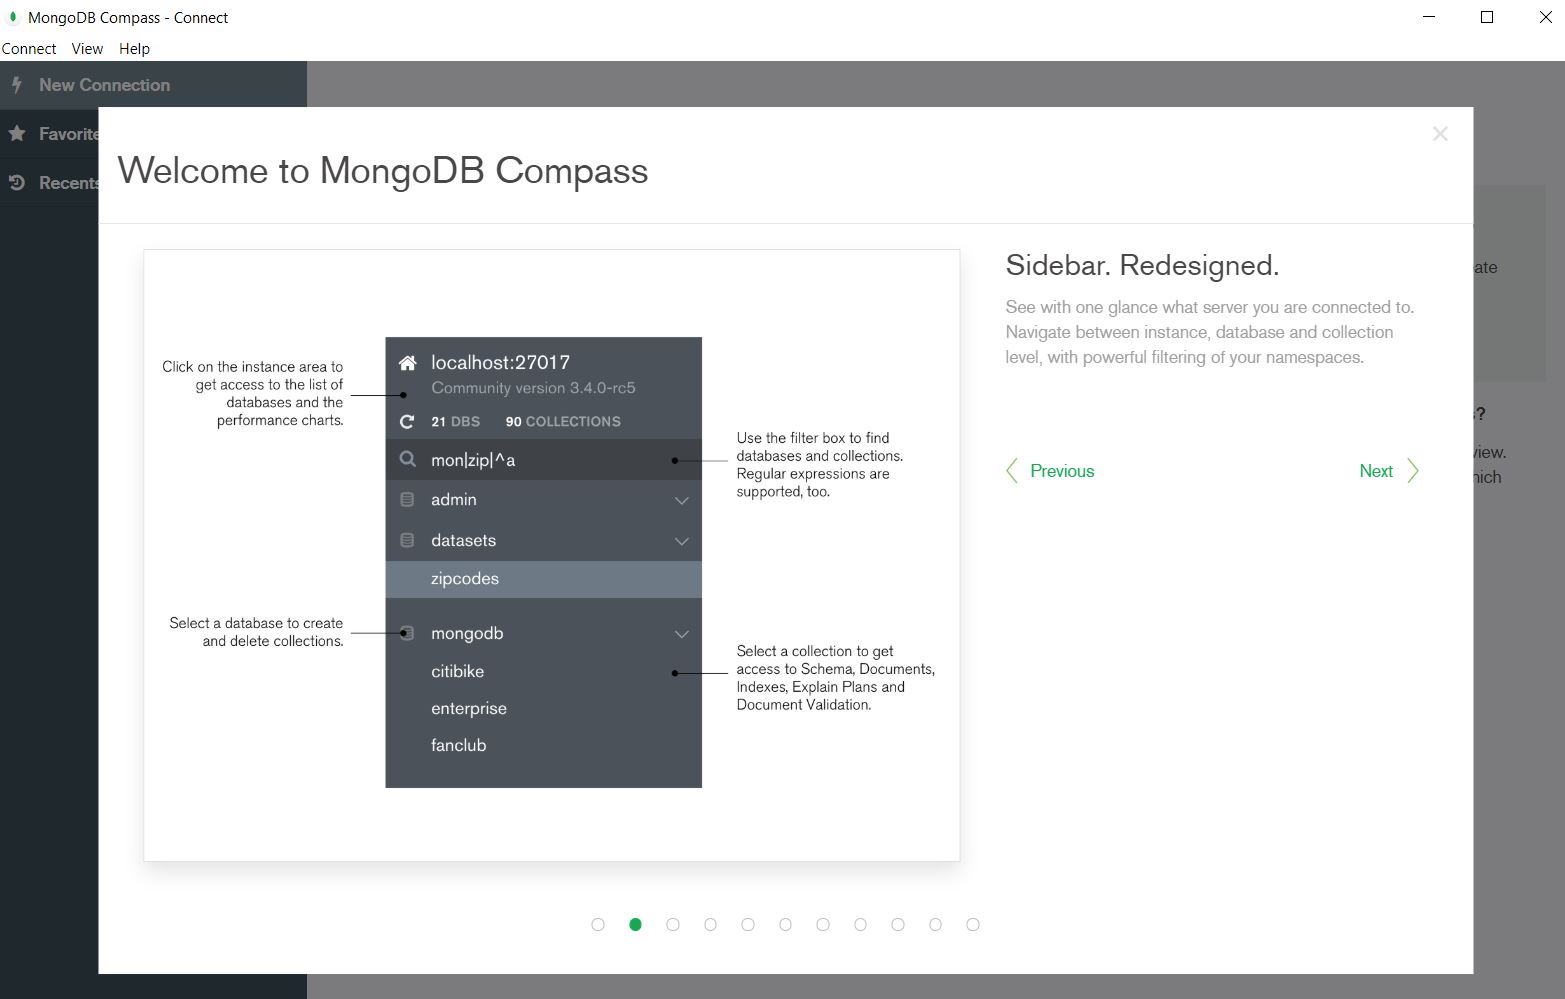 MongoDB Compass - Connect
Connect View Help
New Connection
Favorite
Recents
Welcome to MongoDB Compass
Click on the instance area to
get access to the list of
databases and the
performance charts.
localhost:27017
Community version 3.4.0-rc5
21 DBS 90 COLLECTIONS
mon|zip|^a
admin
datasets
zipcodes
mongodb
citibike
enterprise
fanclub
Use the filter box to find
databases and collections.
Regular expressions are
supported, too.
Select a database to create
and delete collections.
Select a collection to get
access to Schema, Documents,
Indexes, Explain Plans and
Document Validation.
Sidebar. Redesigned.
See with one glance what server you are connected to.
Navigate between instance, database and collection
level, with powerful filtering of your namespaces.
Previous
Next
ate
?
view.